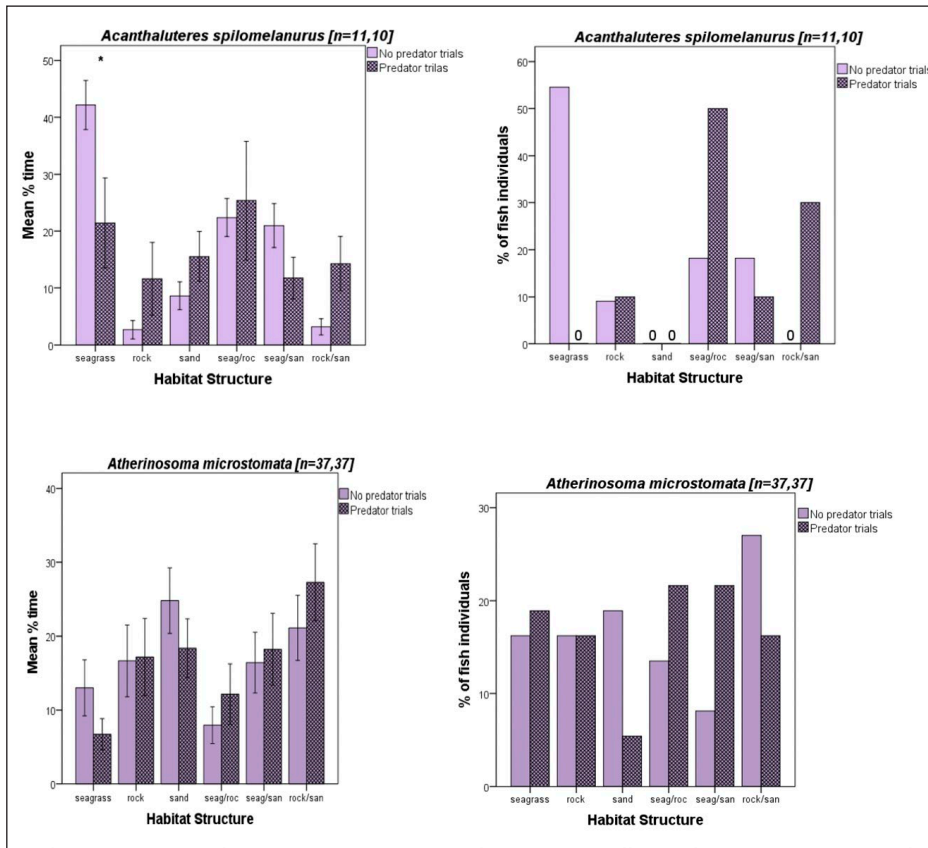 Acanthaluteres spilomelanurus [n=11,10]
No predator trials
Predator trilas
*
50
40
30
20
10
0
Mean % time
seagrass rock sand seag/roc seag/san rock/san
Habitat Structure
Acanthaluteres spilomelanurus [n=11,10]
No predator trials
Predator trials
60
50
40
30
20
10
0
% of fish individuals
0 0 0 0
seagrass rock sand seag/roc seag/san rock/san
Habitat Structure
Atherinosoma microstomata [n=37,37]
No predator trials
Predator trials
40
30
20
10
0
Mean % time
seagrass rock sand seag/roc seag/san rock/san
Habitat Structure
Atherinosoma microstomata [n=37,37]
No predator trials
Predator trials
30
20
10
0
% of fish individuals
seagrass rock sand seag/roc seag/san rock/san
Habitat Structure